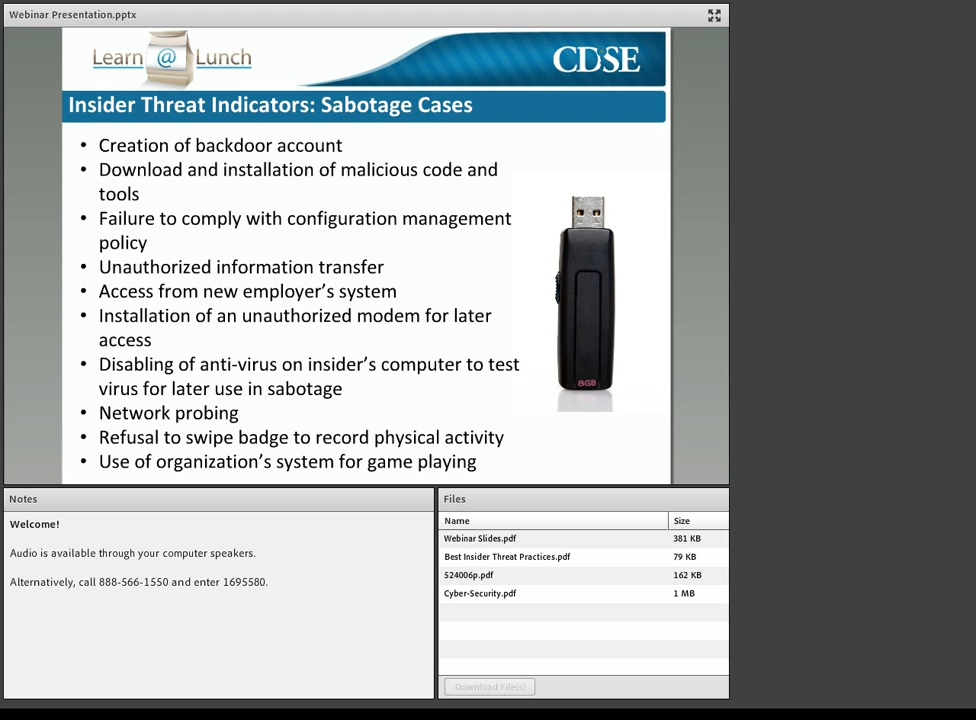 Webinar Presentation.pptx
Learn @ Lunch
CDSE
Insider Threat Indicators: Sabotage Cases
• Creation of backdoor account
• Download and installation of malicious code and
tools
• Failure to comply with configuration management
policy
• Unauthorized information transfer
• Access from new employer's system
• Installation of an unauthorized modem for later
access
• Disabling of anti-virus on insider's computer to test
virus for later use in sabotage
• Network probing
• Refusal to swipe badge to record physical activity
• Use of organization's system for game playing
8GB
Notes
Welcome!
Audio is available through your computer speakers.
Alternatively, call 888-566-1550 and enter 1695580.
Files
Name Size
Webinar Slides.pdf 381 KB
Best Insider Threat Practices.pdf 79 KB
524006p.pdf 162 KB
Cyber-Security.pdf 1 MB
Download File(s)